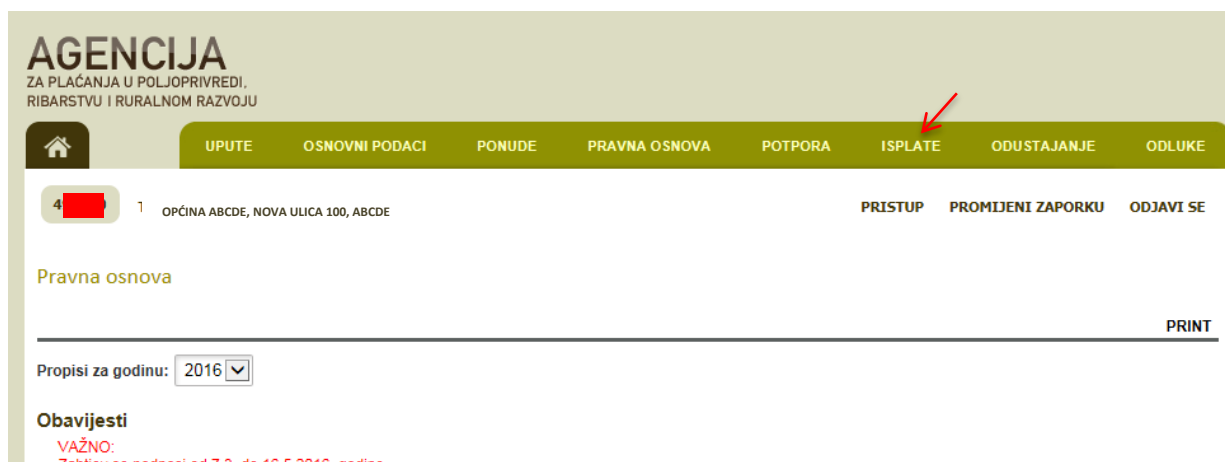 AGENCIJA
ZA PLAĆANJA U POLJOPRIVREDI,
RIBARSTVU I RURALNOM RAZVOJU
UPUTE OSNOVNI PODACI PONUDE PRAVNA OSNOVA POTPORA ISPLATE ODUSTAJANJE ODLUKE
OPĆINA ABCDE, NOVA ULICA 100, ABCDE PRISTUP PROMIJENI ZAPORKU ODJAVI SE
Pravna osnova
PRINT
Propisi za godinu: 2016
Obavijesti
VAŽNO: